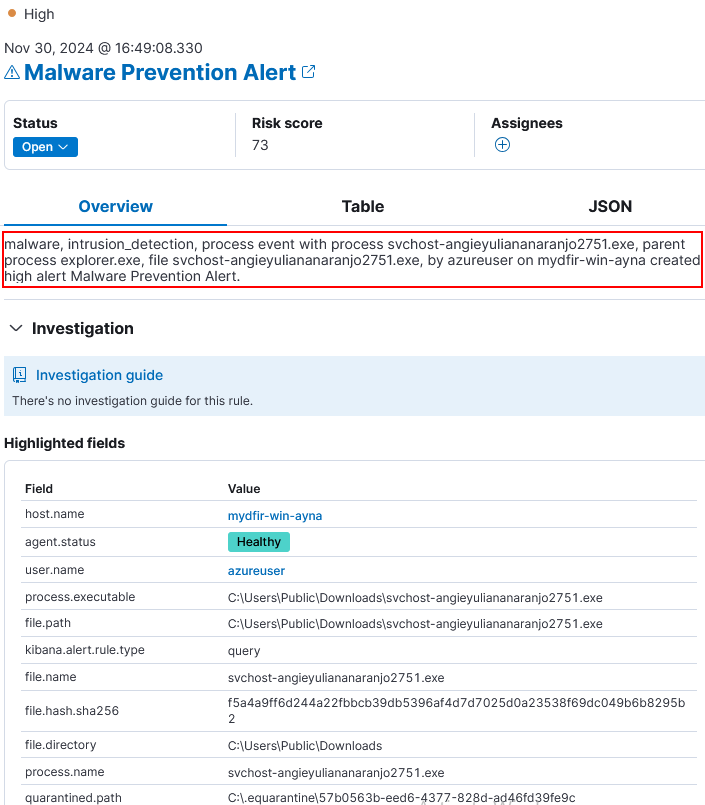 High
Nov 30, 2024 @ 16:49:08.330
Malware Prevention Alert
Status
Risk score
Assignees
Open
73
Overview
Table
JSON
malware, intrusion_detection, process event with process svchost-angieyuliananaranjo2751.exe, parent
process explorer.exe, file svchost-angieyuliananaranjo2751.exe, by azureuser on mydfir-win-ayna created
high alert Malware Prevention Alert.
Investigation
Investigation guide
There's no investigation guide for this rule.
Highlighted fields
Field Value
host.name mydfir-win-ayna
agent.status Healthy
user.name azureuser
process.executable C:\Users\Public\Downloads\svchost-angieyuliananaranjo2751.exe
file.path C:\Users\Public\Downloads\svchost-angieyuliananaranjo2751.exe
kibana.alert.rule.type query
file.name svchost-angieyuliananaranjo2751.exe
file.hash.sha256 f5a4a9ff6d244a22fbbcb39db5396af4d7d7025d0a23538f69dc049b6b8295b
2
file.directory C:\Users\Public\Downloads
process.name svchost-angieyuliananaranjo2751.exe
quarantined.path C:\.equarantine\57b0563b-eed6-4377-828d-ad46fd39fe9c